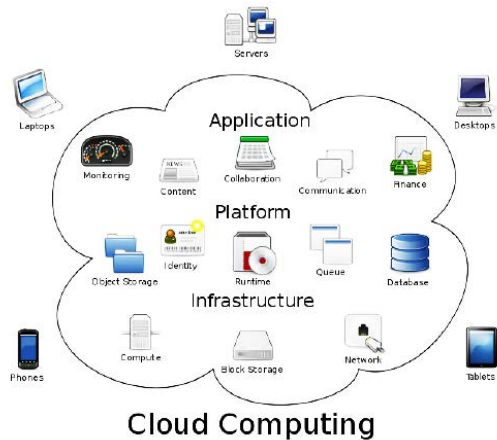 Servers
Laptops
Desktops
Application
Monitoring
NEWS
Content
Collaboration
Communication
Finance
Platform
Object Storage
Identity
Runtime
Queue
Database
Infrastructure
Compute
Block Storage
Network
Phones
Tablets
Cloud Computing